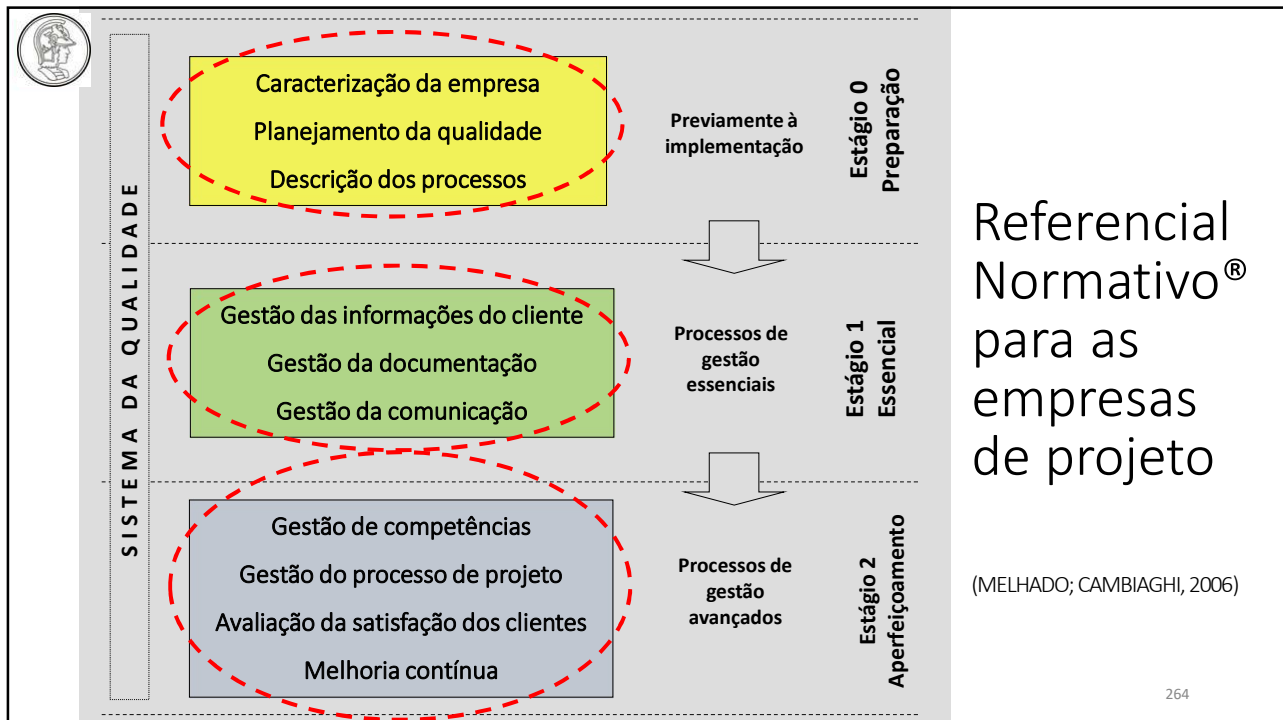 SISTEMA DA QUALIDADE
Caracterização da empresa
Planejamento da qualidade
Descrição dos processos
Previamente à
implementação
Estágio 0
Preparação
Gestão das informações do cliente
Gestão da documentação
Gestão da comunicação
Processos de
gestão
essenciais
Estágio 1
Essencial
Gestão de competências
Gestão do processo de projeto
Avaliação da satisfação dos clientes
Melhoria contínua
Processos de
gestão
avançados
Estágio 2
Aperfeiçoamento
Referencial
Normativo®
para as
empresas
de projeto
(MELHADO; CAMBIAGHI, 2006)
264